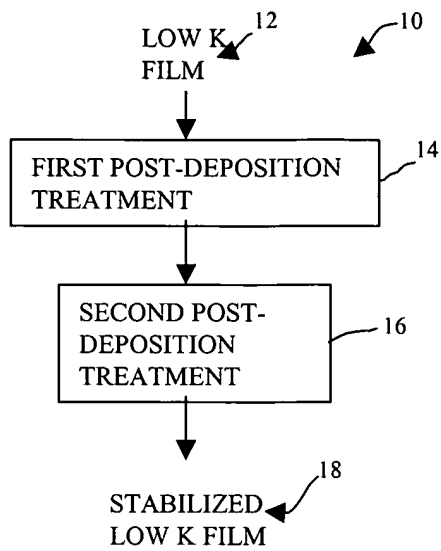 LOW K
FILM
12
10
FIRST POST-DEPOSITION
TREATMENT
14
SECOND POST-
DEPOSITION
TREATMENT
16
18
STABILIZED
LOW K FILM